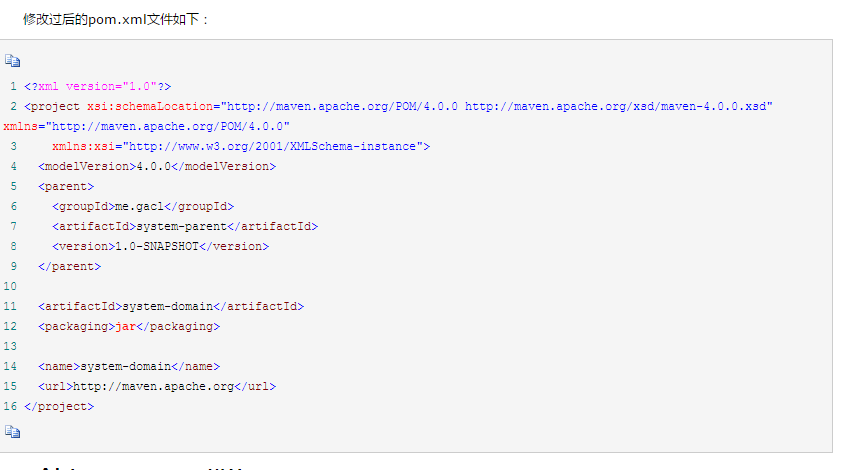 修改过后的pom.xml文件如下：
1 <?xml version="1.0"?>
2 <project xsi:schemaLocation="http://maven.apache.org/POM/4.0.0 http://maven.apache.org/xsd/maven-4.0.0.xsd"
xmlns="http://maven.apache.org/POM/4.0.0"
3     xmlns:xsi="http://www.w3.org/2001/XMLSchema-instance">
4   <modelVersion>4.0.0</modelVersion>
5   <parent>
6     <groupId>me.gacl</groupId>
7     <artifactId>system-parent</artifactId>
8     <version>1.0-SNAPSHOT</version>
9   </parent>
10
11   <artifactId>system-domain</artifactId>
12   <packaging>jar</packaging>
13
14   <name>system-domain</name>
15   <url>http://maven.apache.org</url>
16 </project>